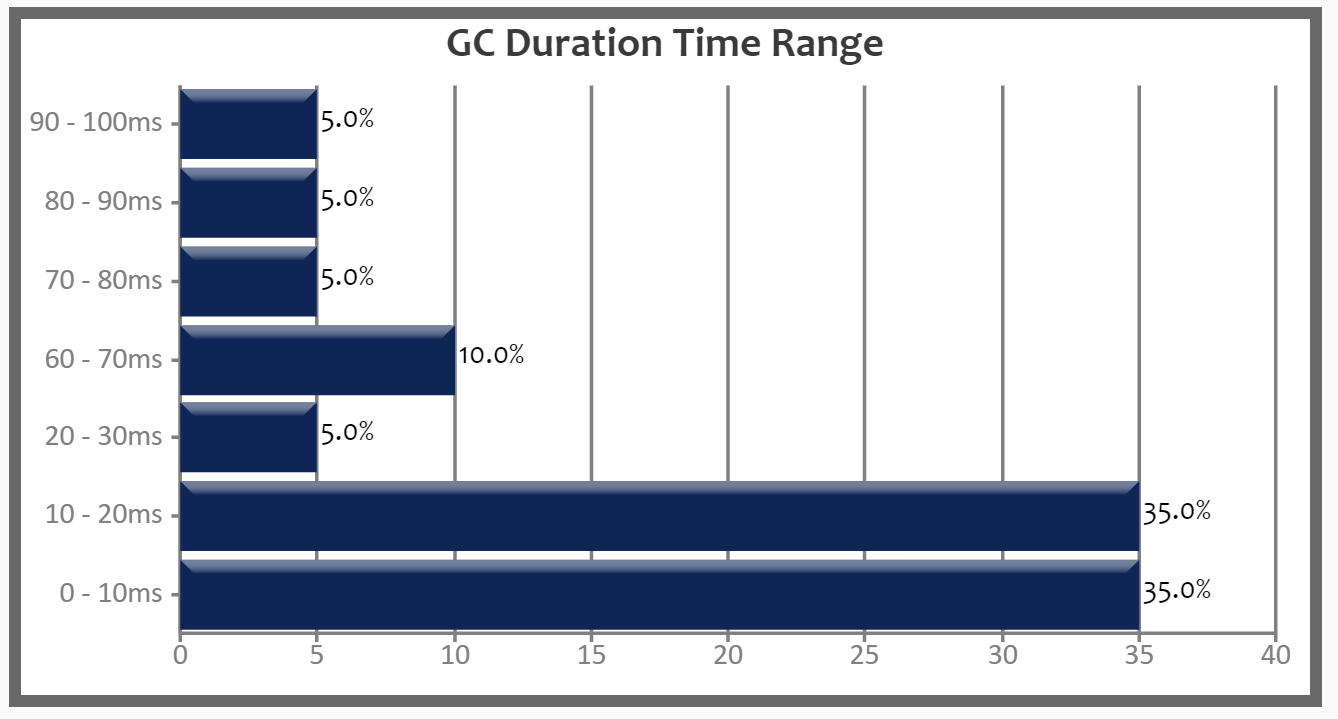 GC Duration Time Range
90 - 100ms 5.0%
80 - 90ms 5.0%
70 - 80ms 5.0%
60 - 70ms 10.0%
20 - 30ms 5.0%
10 - 20ms 35.0%
0 - 10ms 35.0%
0 5 10 15 20 25 30 35 40